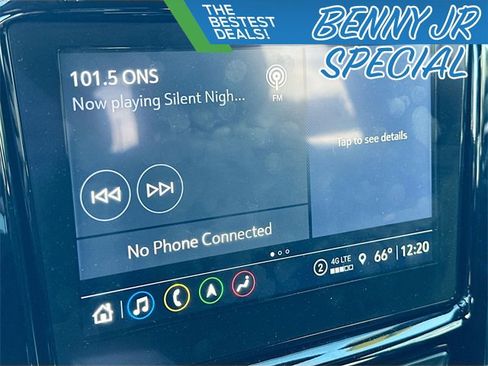 THE
BESTEST
DEALS!
BENNY JR
SPECIAL
101.5 ONS
Now playing Silent Nigh...
FM
Tap to see details
No Phone Connected
2 4G LTE 66° 12:20